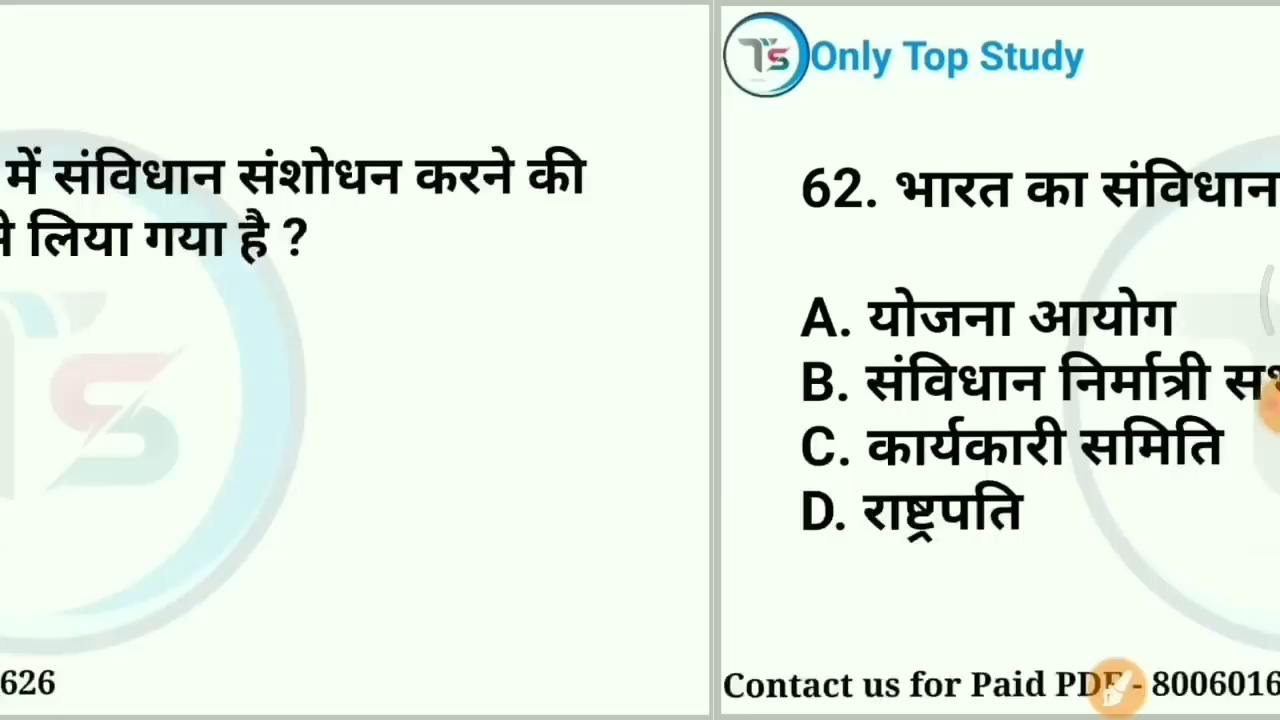 में संविधान संशोधन करने की
लिया गया है ?
626
TS Only Top Study
62. भारत का संविधान
A. योजना आयोग
B. संविधान निर्मात्री
C. कार्यकारी समिति
D. राष्ट्रपति
Contact us for Paid PDF - 8006016